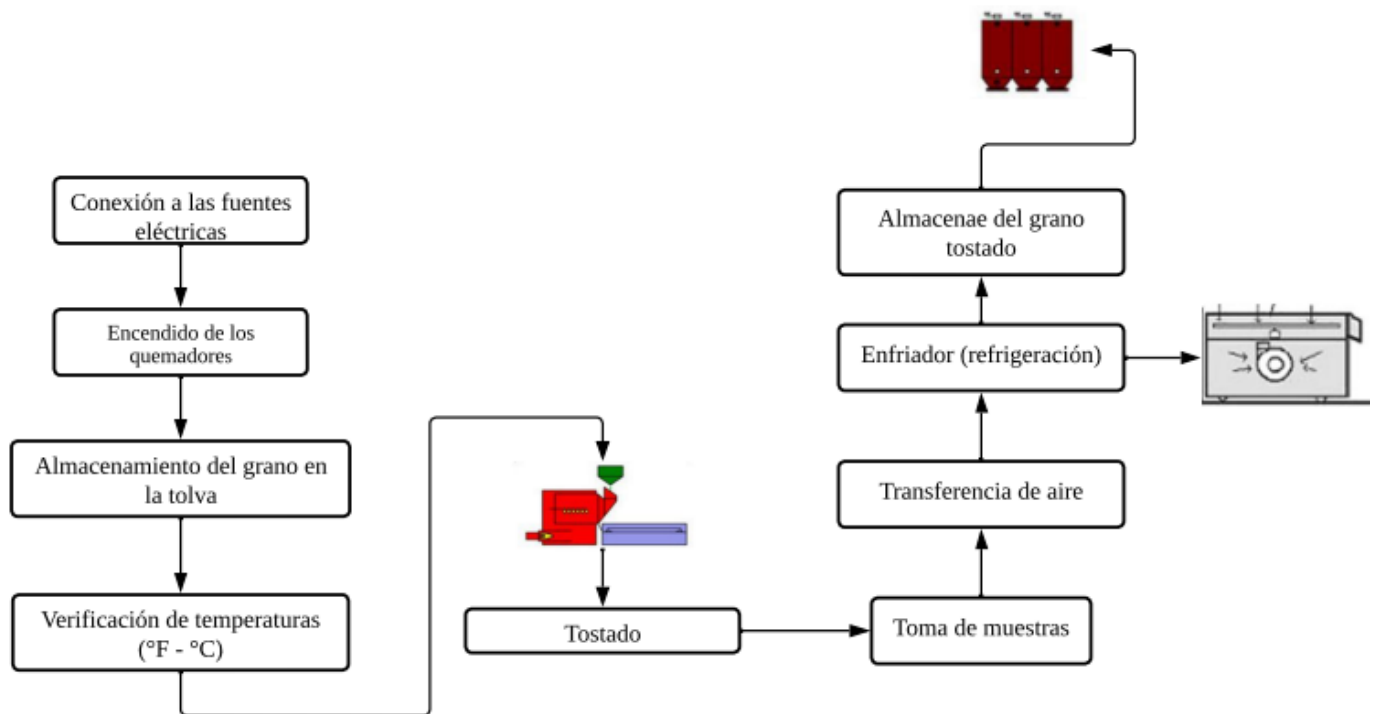 Conexión a las fuentes
eléctricas
Encendido de los
quemadores
Almacenamiento del grano en
la tolva
Verificación de temperaturas
(°F - °C)
Tostado
Toma de muestras
Transferencia de aire
Enfriador (refrigeración)
Almacenae del grano
tostado